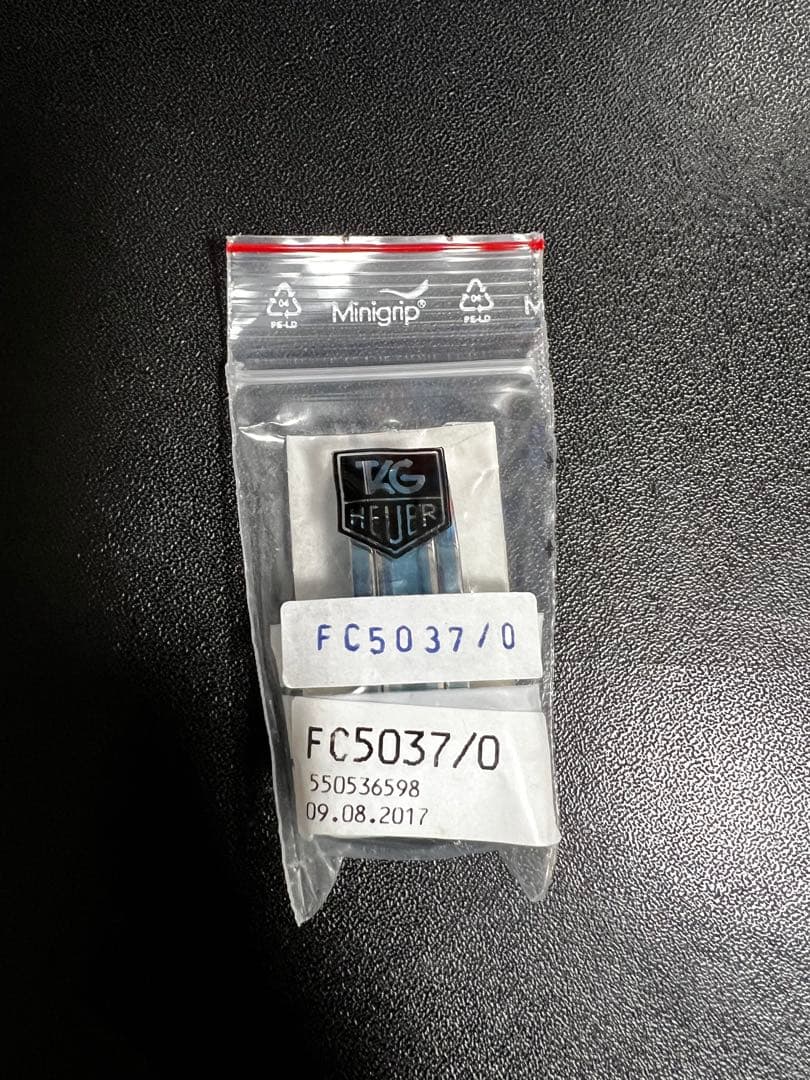 04 Minigrip® 04 M
PE-LD PE-LD
TAG
HEUER
FC5037/0
FC5037/0
550536598
09.08.2017